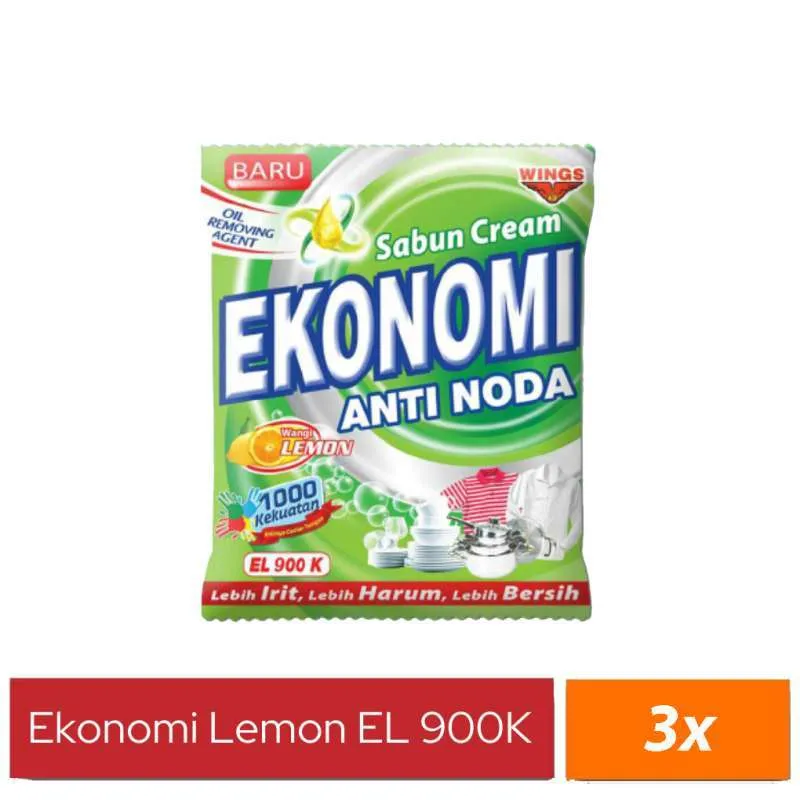 BARU
WINGS
OIL
REMOVING
AGENT
Sabun Cream
EKONOMI
ANTI NODA
Wangi
LEMON
1000
Kekuatan
EL 900 K
Lebih Irit, Lebih Harum, Lebih Bersih
Ekonomi Lemon EL 900K
3x